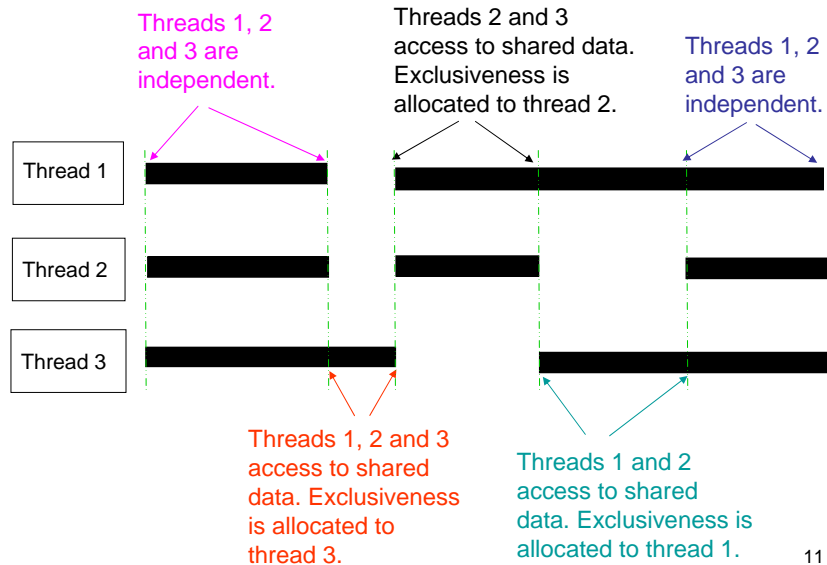 Threads 1, 2
and 3 are
independent.
Threads 2 and 3
access to shared data.
Exclusiveness is
allocated to thread 2.
Threads 1, 2
and 3 are
independent.
Thread 1
Thread 2
Thread 3
Threads 1, 2 and 3
access to shared
data. Exclusiveness
is allocated to
thread 3.
Threads 1 and 2
access to shared
data. Exclusiveness is
allocated to thread 1.
11